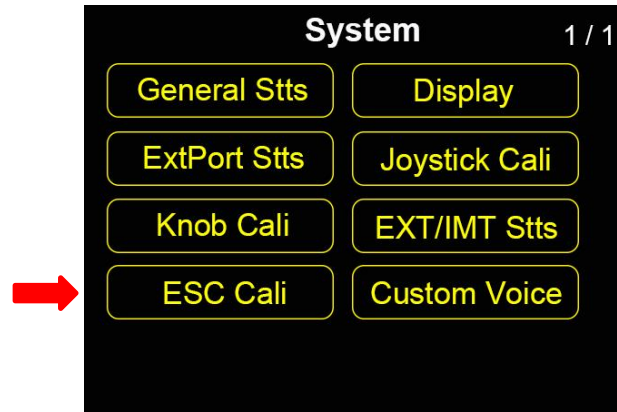 System
1 / 1
General Stts
Display
ExtPort Stts
Joystick Cali
Knob Cali
EXT/IMT Stts
ESC Cali
Custom Voice